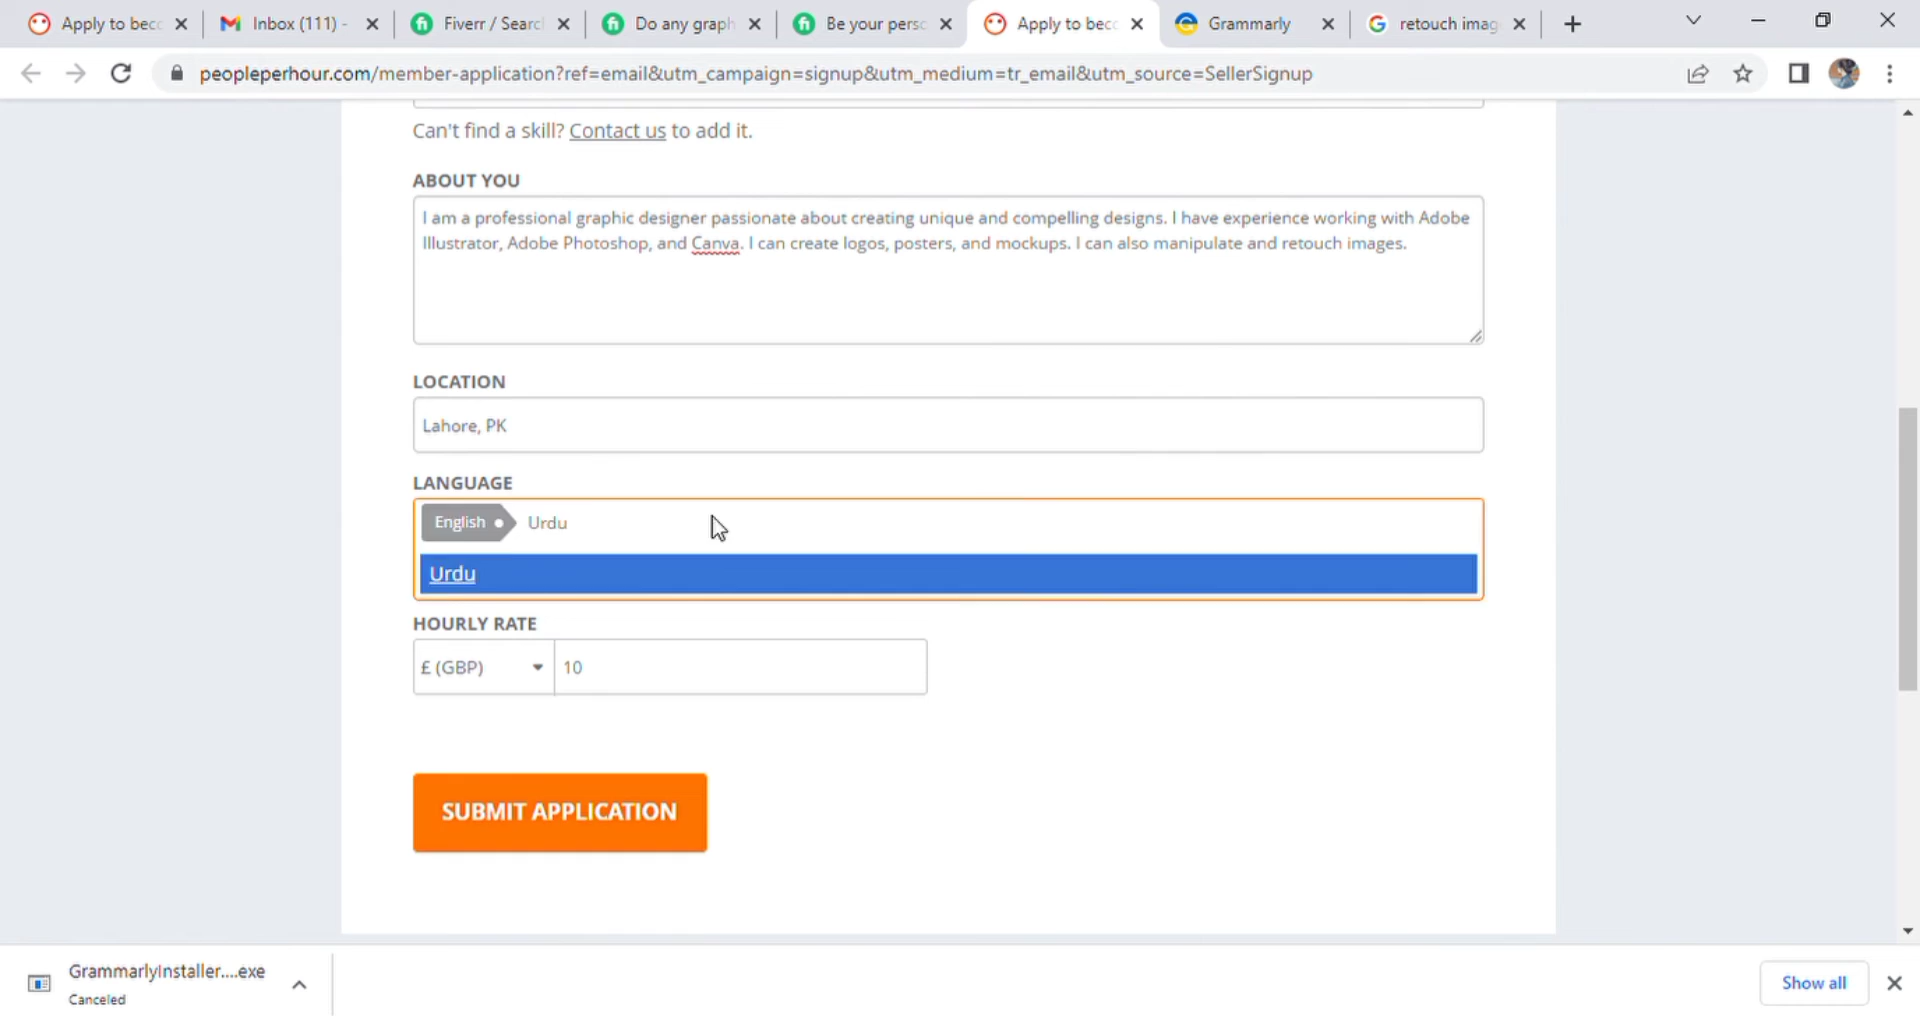 Apply to becc
Inbox (111) -
Fiverr / Searc
Do any graph
Be your perso
Apply to becc
Grammarly
retouch imag
peopleperhour.com/member-application?ref=email&utm_campaign=signup&utm_medium=tr_email&utm_source=SellerSignup
Can't find a skill? Contact us to add it.
ABOUT YOU
I am a professional graphic designer passionate about creating unique and compelling designs. I have experience working with Adobe
Illustrator, Adobe Photoshop, and Canva. I can create logos, posters, and mockups. I can also manipulate and retouch images.
LOCATION
Lahore, PK
LANGUAGE
English Urdu
Urdu
HOURLY RATE
£ (GBP) 10
SUBMIT APPLICATION
GrammarlyInstaller....exe
Canceled
Show all